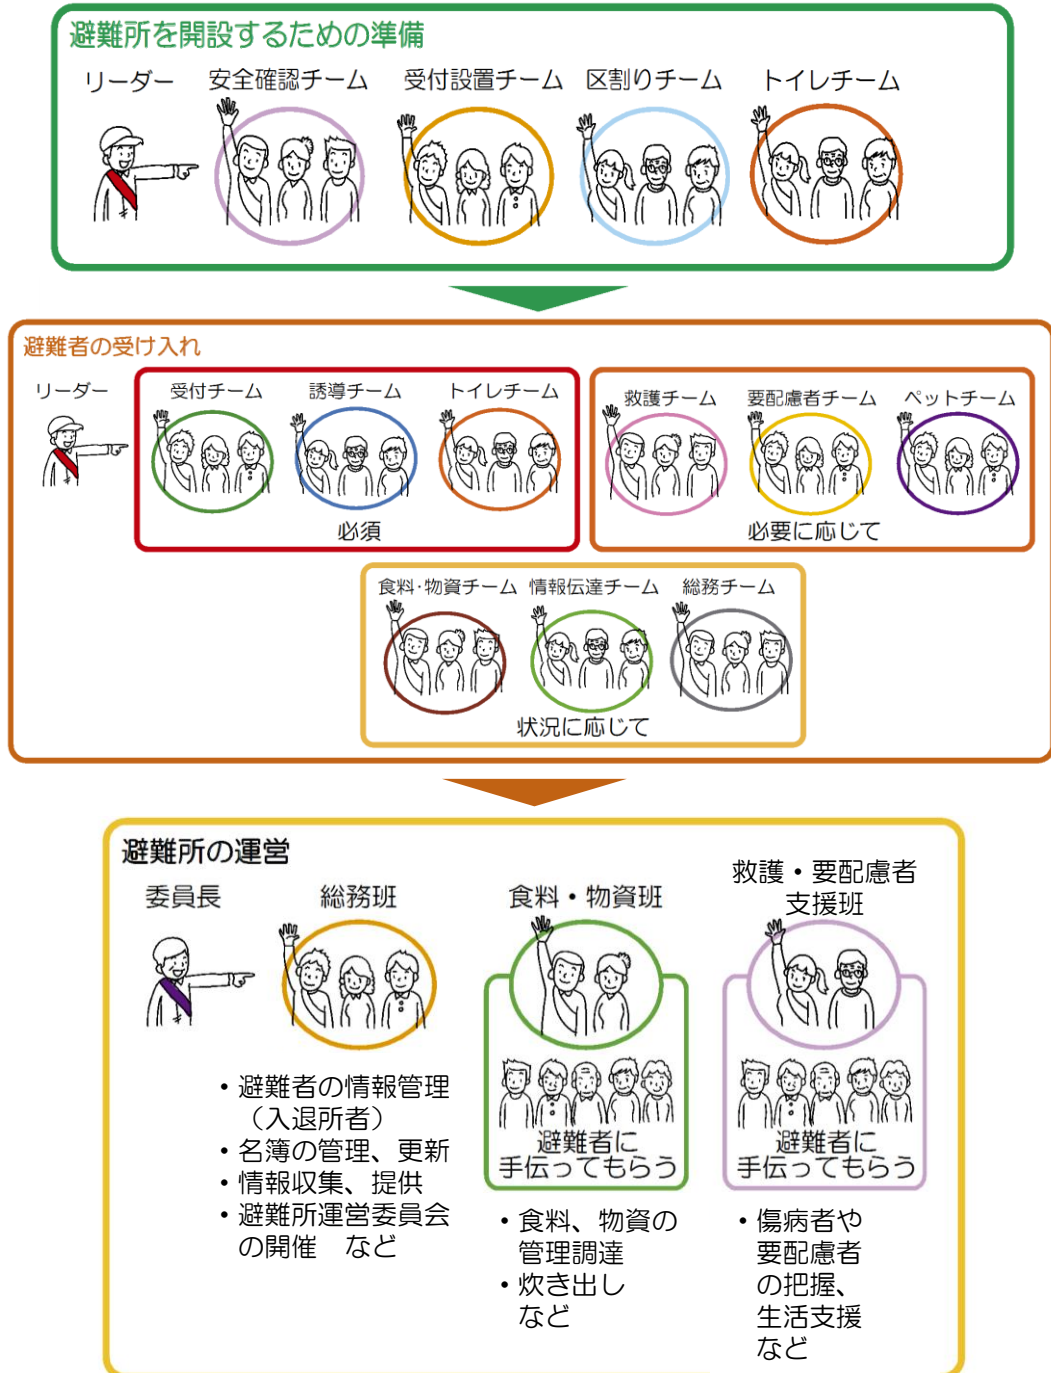 避難所を開設するための準備
リーダー
安全確認チーム
受付設置チーム
区割りチーム
トイレチーム
避難者の受け入れ
リーダー
受付チーム
誘導チーム
トイレチーム
必須
救護チーム
要配慮者チーム
ペットチーム
必要に応じて
食料・物資チーム
情報伝達チーム
総務チーム
状況に応じて
避難所の運営
委員長
総務班
・避難者の情報管理
（入退所者）
・名簿の管理、更新
・情報収集、提供
・避難所運営委員会
の開催　など
食料・物資班
避難者に
手伝ってもらう
・食料、物資の
管理調達
・炊き出し
など
救護・要配慮者
支援班
避難者に
手伝ってもらう
・傷病者や
要配慮者
の把握、
生活支援
など